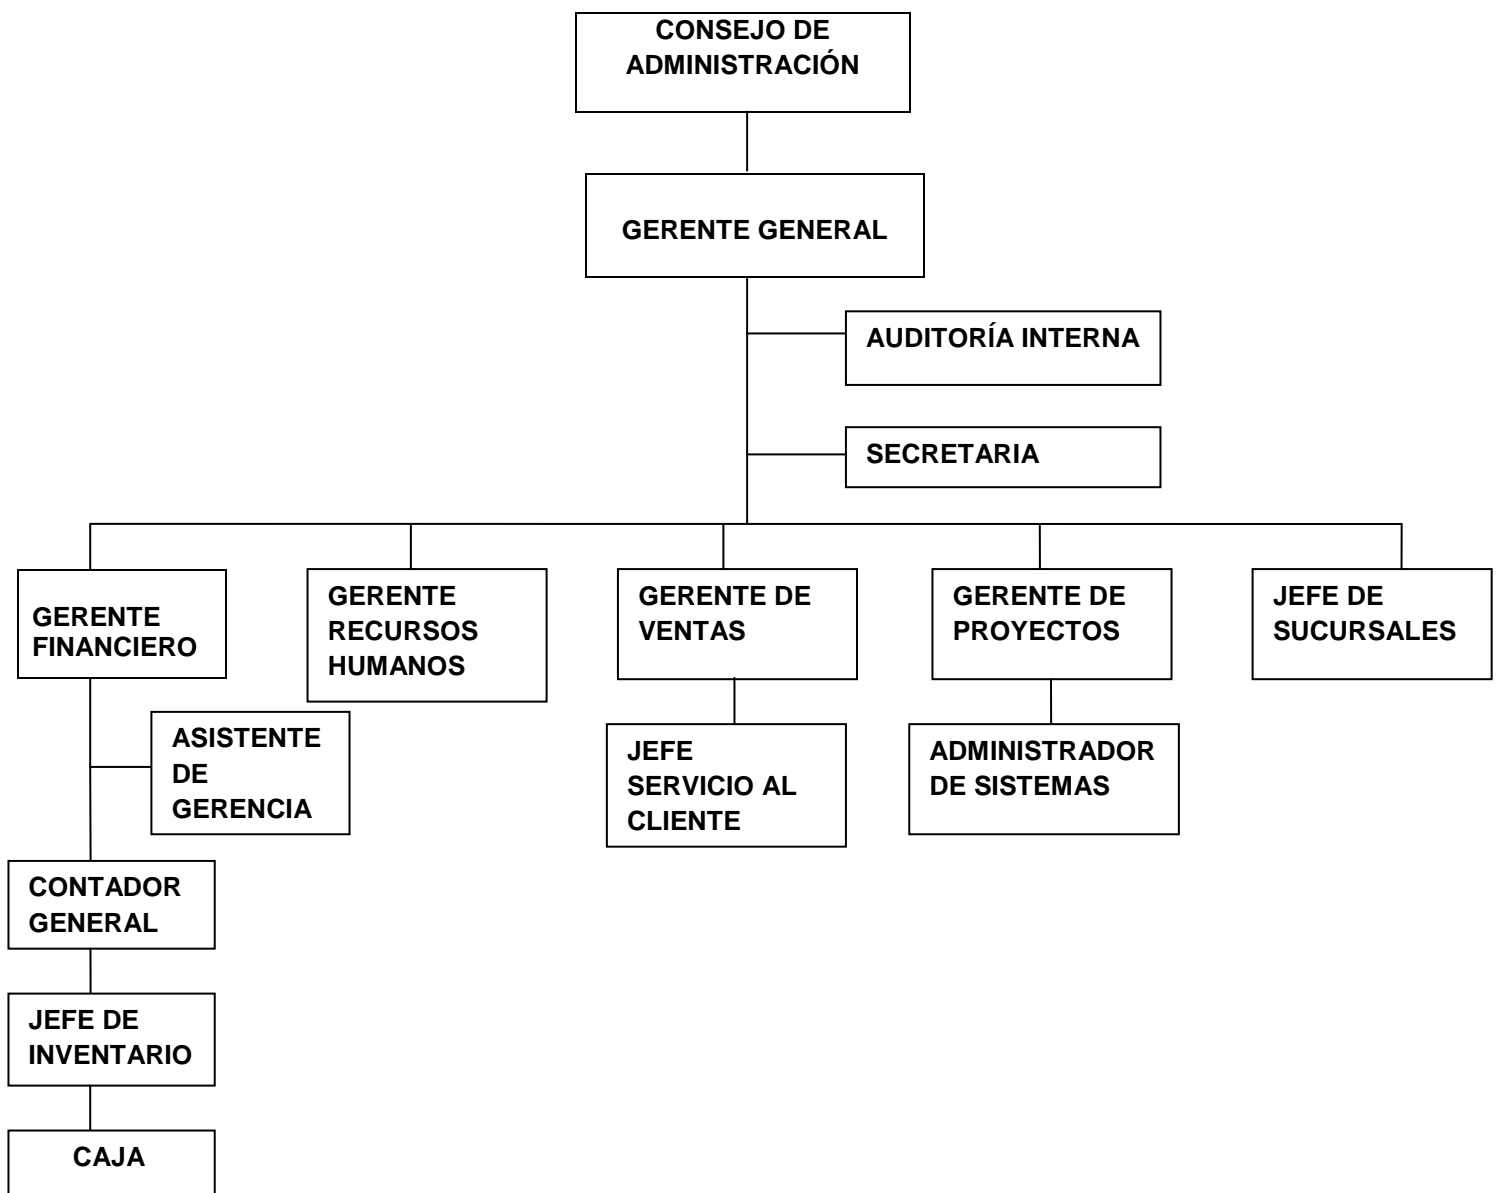 CONSEJO DE
ADMINISTRACIÓN
GERENTE GENERAL
AUDITORÍA INTERNA
SECRETARIA
GERENTE
FINANCIERO
GERENTE
RECURSOS
HUMANOS
GERENTE DE
VENTAS
GERENTE DE
PROYECTOS
JEFE DE
SUCURSALES
ASISTENTE
DE
GERENCIA
JEFE
SERVICIO AL
CLIENTE
ADMINISTRADOR
DE SISTEMAS
CONTADOR
GENERAL
JEFE DE
INVENTARIO
CAJA